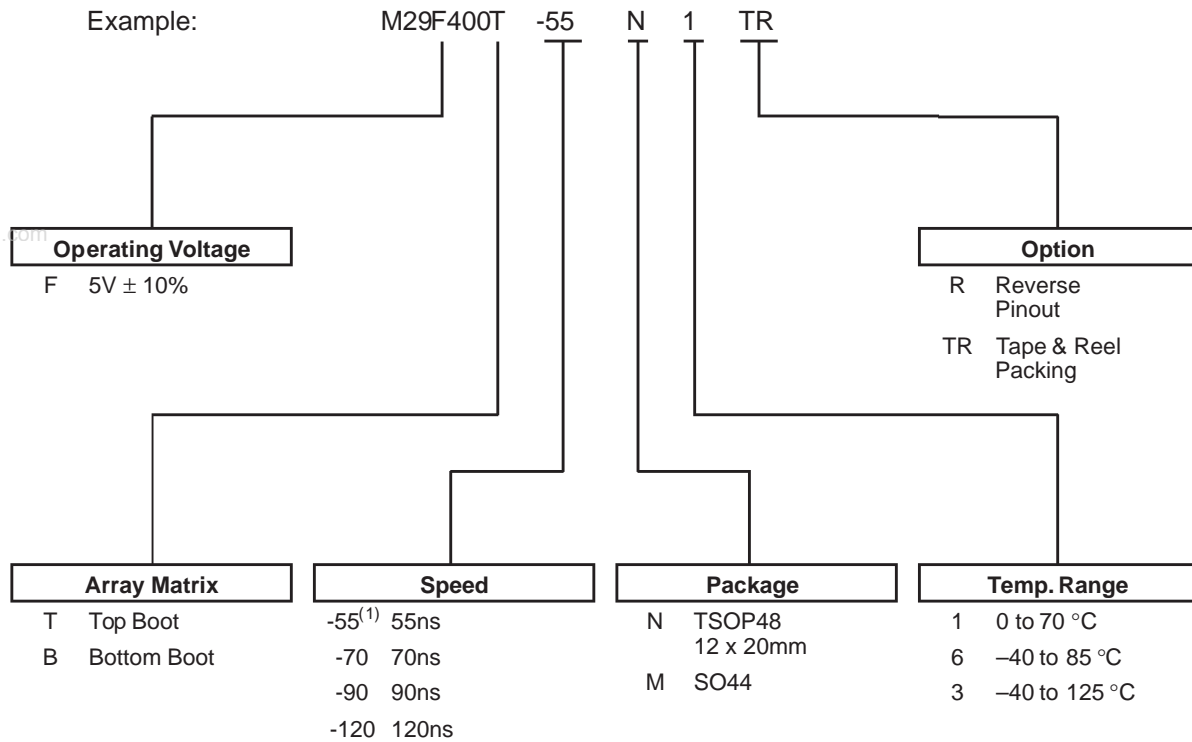 Example: M29F400T -55 N 1 TR
.com
Operating Voltage
F 5V ± 10%
Option
R Reverse
Pinout
TR Tape & Reel
Packing
Array Matrix
T Top Boot
B Bottom Boot
Speed
-55(1) 55ns
-70 70ns
-90 90ns
-120 120ns
Package
N TSOP48
12 x 20mm
M SO44
Temp. Range
1 0 to 70 °C
6 –40 to 85 °C
3 –40 to 125 °C